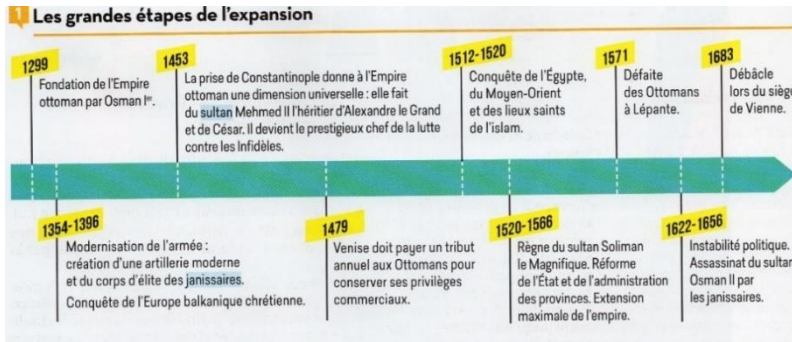 1 Les grandes étapes de l'expansion
1299
Fondation de l'Empire
ottoman par Osman Ier.
1453
La prise de Constantinople donne à l'Empire
ottoman une dimension universelle : elle fait
du sultan Mehmed II l'héritier d'Alexandre le Grand
et de César. Il devient le prestigieux chef de la lutte
contre les Infidèles.
1512-1520
Conquête de l'Égypte,
du Moyen-Orient
et des lieux saints
de l'islam.
1571
Défaite
des Ottomans
à Lépante.
1683
Débâcle
lors du sièg
de Vienne.
1354-1396
Modernisation de l'armée :
création d'une artillerie moderne
et du corps d'élite des janissaires.
Conquête de l'Europe balkanique chrétienne.
1479
Venise doit payer un tribut
annuel aux Ottomans pour
conserver ses privilèges
commerciaux.
1520-1566
Règne du sultan Soliman
le Magnifique. Réforme
de l'État et de l'administration
des provinces. Extension
maximale de l'empire.
1622-1656
Instabilité politique.
Assassinat du sultan
Osman II par
les janissaires.